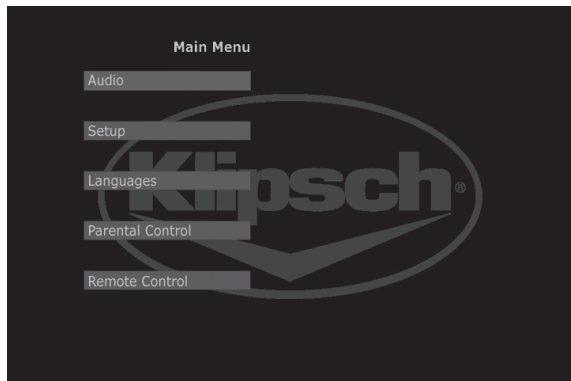 Main Menu
Audio
Setup
Languages
Klipsch®
Parental Control
Remote Control